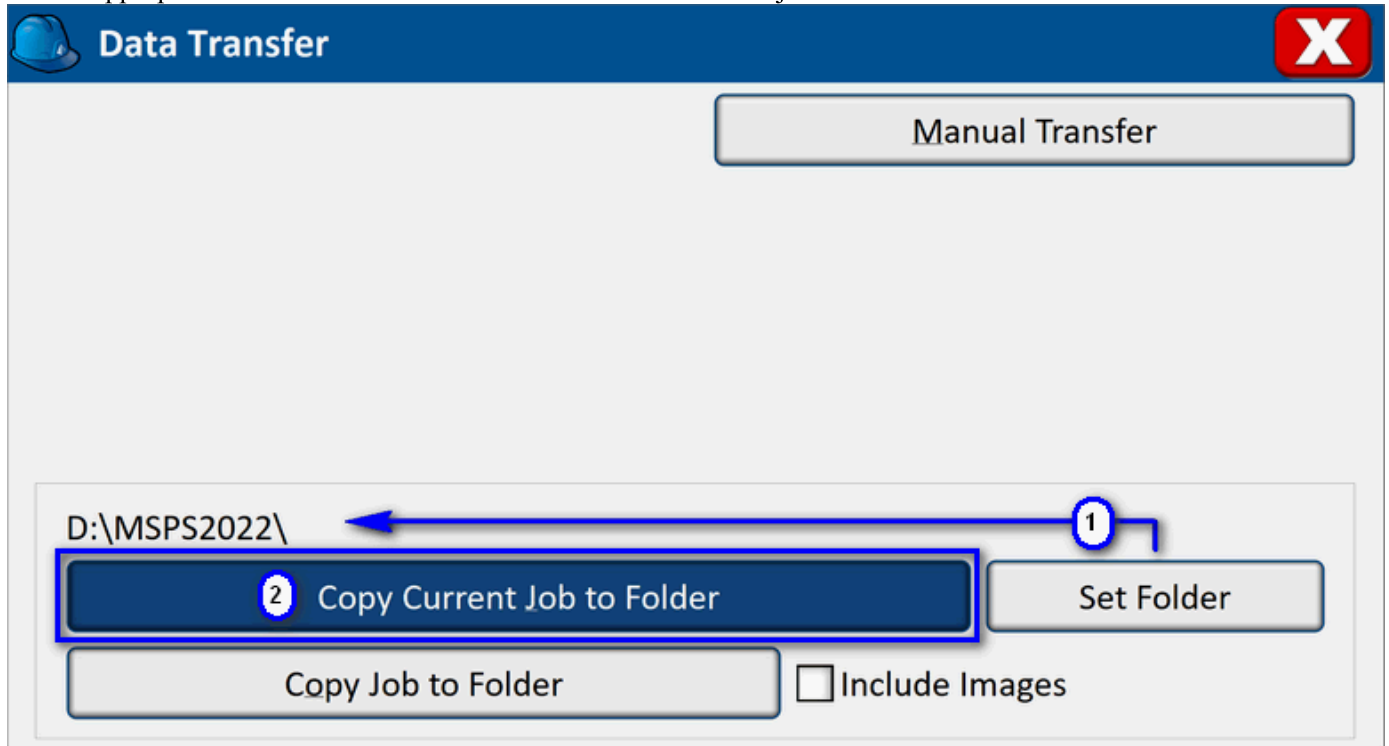 Data Transfer
X
Manual Transfer
D:\MSPS2022\
1
2 Copy Current Job to Folder
Set Folder
Copy Job to Folder
Include Images